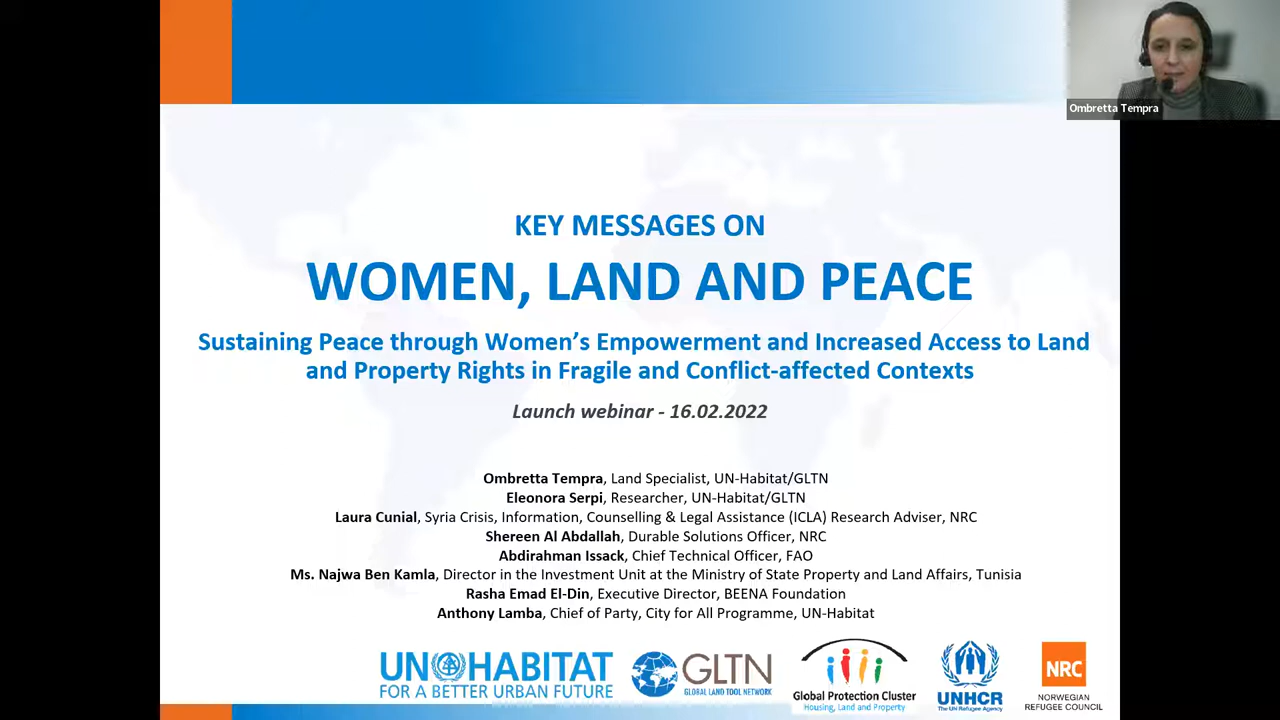 Ombretta Tempra
KEY MESSAGES ON
WOMEN, LAND AND PEACE
Sustaining Peace through Women's Empowerment and Increased Access to Land
and Property Rights in Fragile and Conflict-affected Contexts
Launch webinar - 16.02.2022
Ombretta Tempra, Land Specialist, UN-Habitat/GLTN
Eleonora Serpi, Researcher, UN-Habitat/GLTN
Laura Cunial, Syria Crisis, Information, Counselling & Legal Assistance (ICLA) Research Adviser, NRC
Shereen Al Abdallah, Durable Solutions Officer, NRC
Abdirahman Issack, Chief Technical Officer, FAO
Ms. Najwa Ben Kamla, Director in the Investment Unit at the Ministry of State Property and Land Affairs, Tunisia
Rasha Emad El-Din, Executive Director, BEENA Foundation
Anthony Lamba, Chief of Party, City for All Programme, UN-Habitat
UN HABITAT
FOR A BETTER URBAN FUTURE
GLTN
GLOBAL LAND TOOL NETWORK
Global Protection Cluster
Housing, Land and Property
UNHCR
The UN Refugee Agency
NRC
NORWEGIAN
REFUGEE COUNCIL